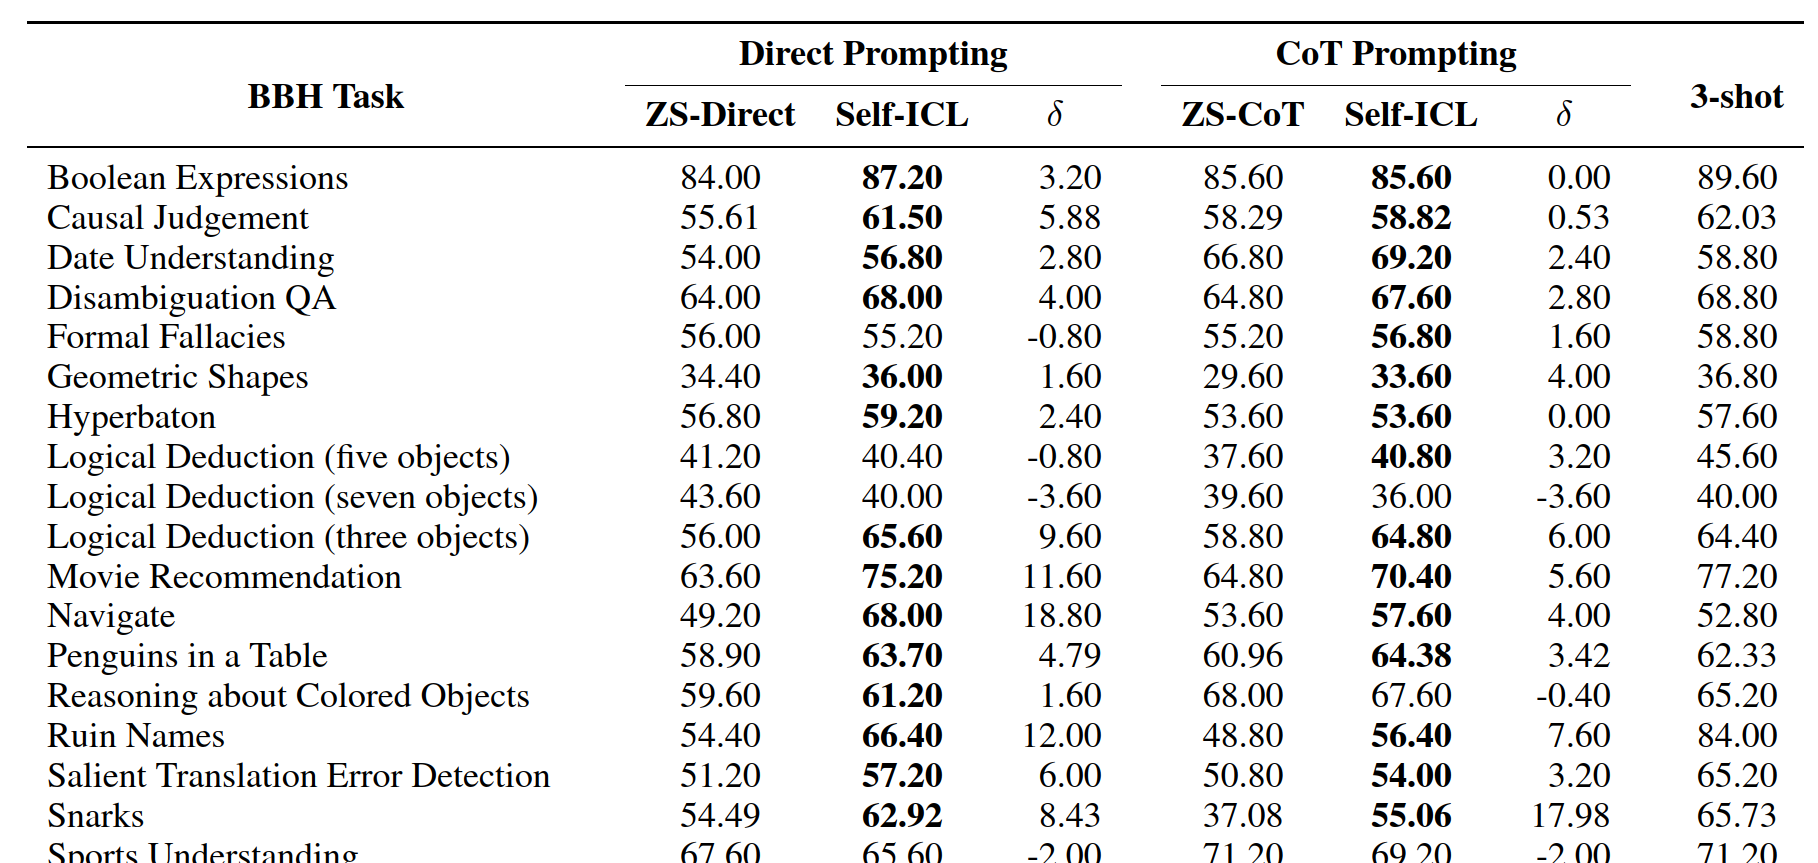 Direct Prompting CoT Prompting
BBH Task 3-shot
ZS-Direct Self-ICL δ ZS-CoT Self-ICL δ
Boolean Expressions 84.00 87.20 3.20 85.60 85.60 0.00 89.60
Causal Judgement 55.61 61.50 5.88 58.29 58.82 0.53 62.03
Date Understanding 54.00 56.80 2.80 66.80 69.20 2.40 58.80
Disambiguation QA 64.00 68.00 4.00 64.80 67.60 2.80 68.80
Formal Fallacies 56.00 55.20 -0.80 55.20 56.80 1.60 58.80
Geometric Shapes 34.40 36.00 1.60 29.60 33.60 4.00 36.80
Hyperbaton 56.80 59.20 2.40 53.60 53.60 0.00 57.60
Logical Deduction (five objects) 41.20 40.40 -0.80 37.60 40.80 3.20 45.60
Logical Deduction (seven objects) 43.60 40.00 -3.60 39.60 36.00 -3.60 40.00
Logical Deduction (three objects) 56.00 65.60 9.60 58.80 64.80 6.00 64.40
Movie Recommendation 63.60 75.20 11.60 64.80 70.40 5.60 77.20
Navigate 49.20 68.00 18.80 53.60 57.60 4.00 52.80
Penguins in a Table 58.90 63.70 4.79 60.96 64.38 3.42 62.33
Reasoning about Colored Objects 59.60 61.20 1.60 68.00 67.60 -0.40 65.20
Ruin Names 54.40 66.40 12.00 48.80 56.40 7.60 84.00
Salient Translation Error Detection 51.20 57.20 6.00 50.80 54.00 3.20 65.20
Snarks 54.49 62.92 8.43 37.08 55.06 17.98 65.73
Sports Understanding 67.60 65.60 -2.00 71.20 69.20 -2.00 71.20